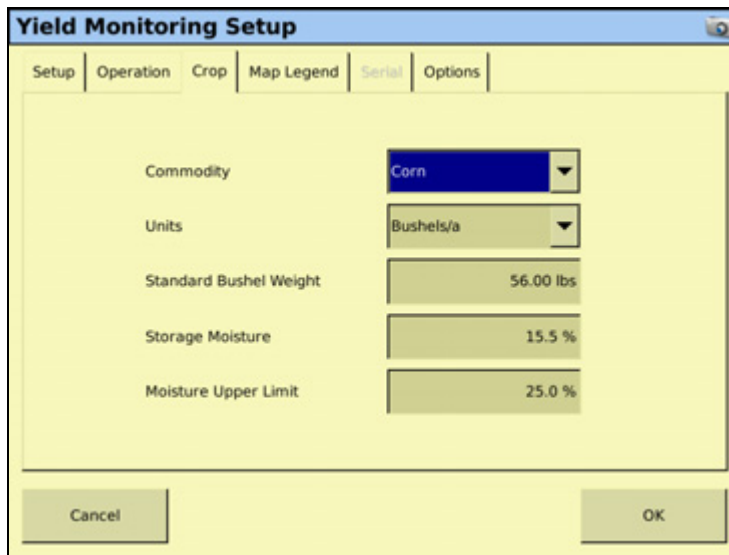 Yield Monitoring Setup
Setup Operation Crop Map Legend Serial Options
Commodity Corn
Units Bushels/a
Standard Bushel Weight 56.00 lbs
Storage Moisture 15.5 %
Moisture Upper Limit 25.0 %
Cancel OK